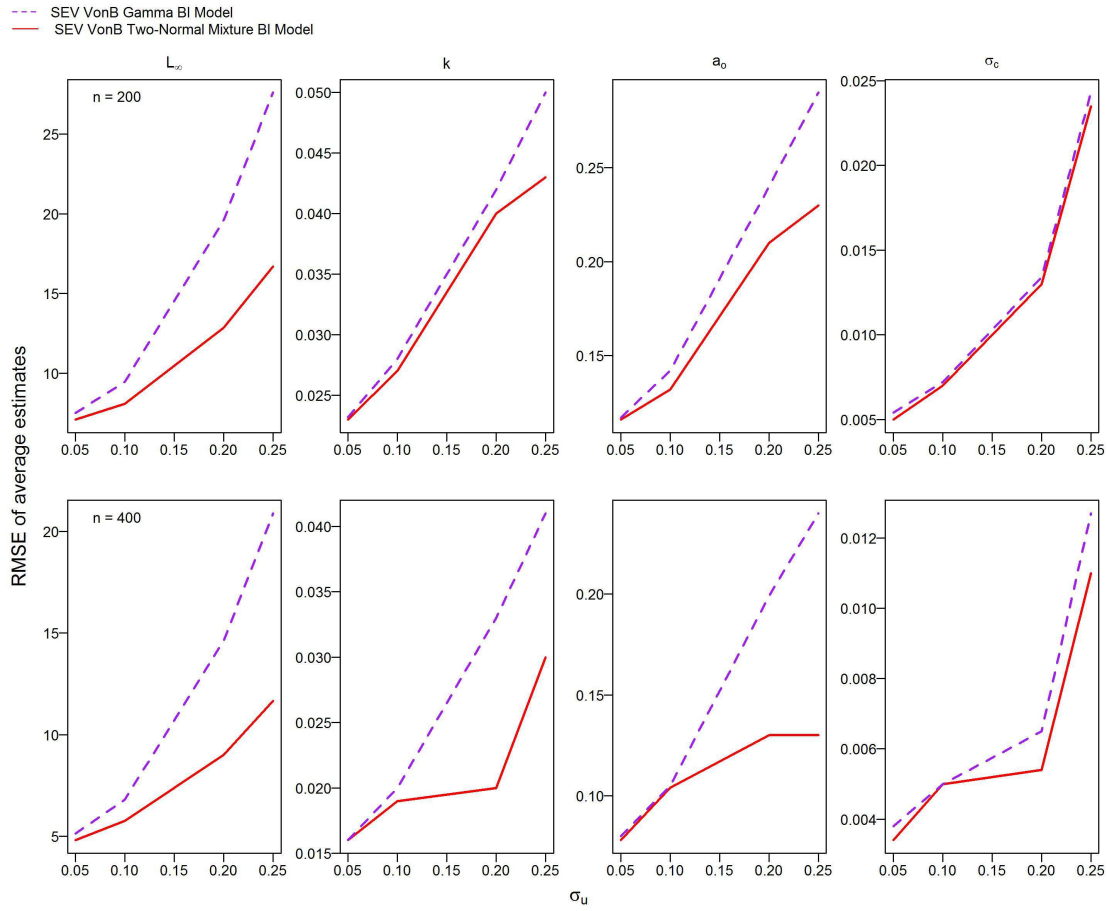 SEV VonB Gamma BI Model
SEV VonB Two-Normal Mixture BI Model
L∞ k aₒ σc
n = 200
25
20
15
10
0.050
0.045
0.040
0.035
0.030
0.025
0.25
0.20
0.15
0.025
0.020
0.015
0.010
0.005
0.05 0.10 0.15 0.20 0.25
0.05 0.10 0.15 0.20 0.25
0.05 0.10 0.15 0.20 0.25
0.05 0.10 0.15 0.20 0.25
RMSE of average estimates
n = 400
20
15
10
5
0.040
0.035
0.030
0.025
0.020
0.015
0.20
0.15
0.10
0.012
0.010
0.008
0.006
0.004
0.05 0.10 0.15 0.20 0.25
0.05 0.10 0.15 0.20 0.25
0.05 0.10 0.15 0.20 0.25
0.05 0.10 0.15 0.20 0.25
σu